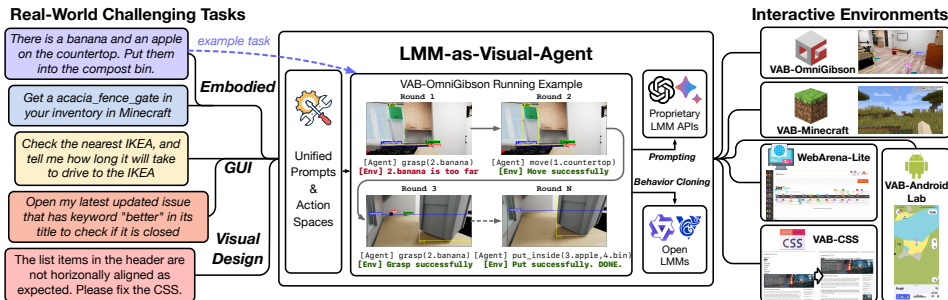 Real-World Challenging Tasks
There is a banana and an apple
on the countertop. Put them
into the compost bin.
Get a acacia_fence_gate in
your inventory in Minecraft
Check the nearest IKEA, and
tell me how long it will take
to drive to the IKEA
Open my latest updated issue
that has keyword "better" in its
title to check if it is closed
The list items in the header are
not horizonally aligned as
expected. Please fix the CSS.
example task
Embodied
GUI
Visual
Design
LMM-as-Visual-Agent
Unified
Prompts
&
Action
Spaces
VAB-OmniGibson Running Example
Round 1
Round 2
[Agent] grasp(2.banana)
[Env] 2.banana is too far
[Agent] move(1.countertop)
[Env] Move successfully
Round 3
Round N
[Agent] grasp(2.banana)
[Env] Grasp successfully
[Agent] put_inside(3.apple,4.bin)
[Env] Put successfully. DONE.
Proprietary
LMM APIs
Prompting
Behavior Cloning
Open
LMMs
Interactive Environments
VAB-OmniGibson
VAB-Minecraft
WebArena-Lite
VAB-Android
Lab
CSS
VAB-CSS